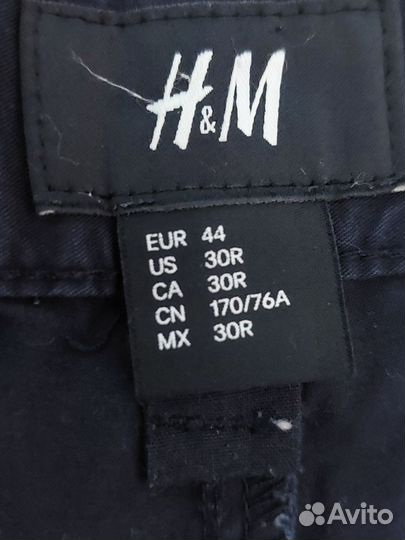 H&M
EUR 44
US 30R
CA 30R
CN 170/76A
MX 30R
Avito